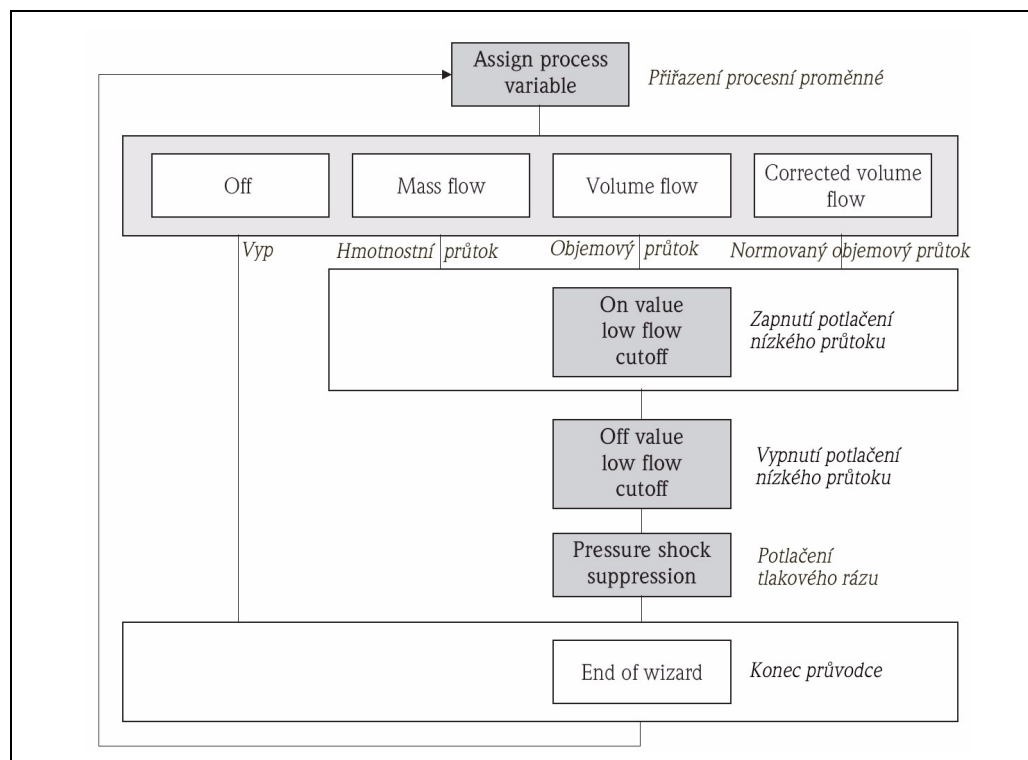 Assign process
variable
Přiřazení procesní proměnné
Off
Mass flow
Volume flow
Corrected volume
flow
Vyp
Hmotnostní průtok
Objemový průtok
Normovaný objemový průtok
On value
low flow
cutoff
Zapnutí potlačení
nízkého průtoku
Off value
low flow
cutoff
Vypnutí potlačení
nízkého průtoku
Pressure shock
suppression
Potlačení
tlakového rázu
End of wizard
Konec průvodce